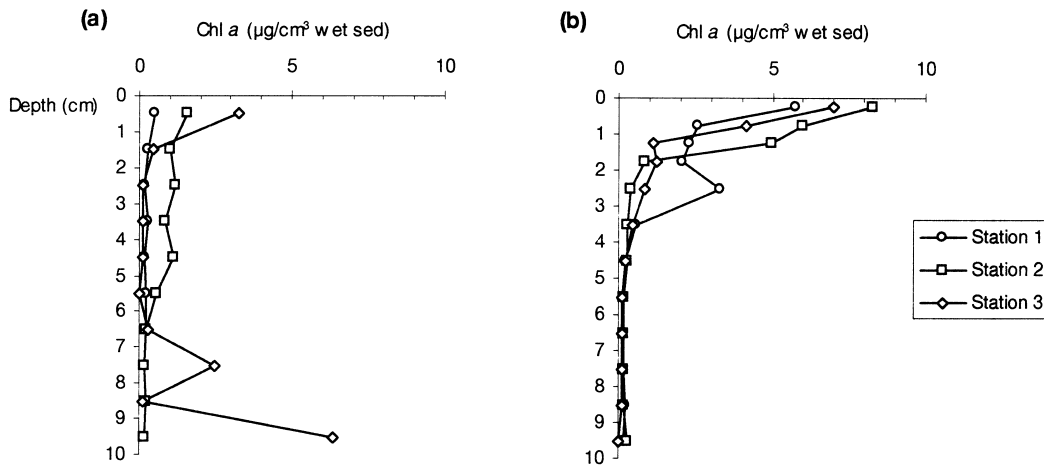 (a)
Chl a (µg/cm³ wet sed)
0 5 10
Depth (cm)
0
1
2
3
4
5
6
7
8
9
10
(b)
Chl a (µg/cm³ wet sed)
0 5 10
0
1
2
3
4
5
6
7
8
9
10
Station 1
Station 2
Station 3